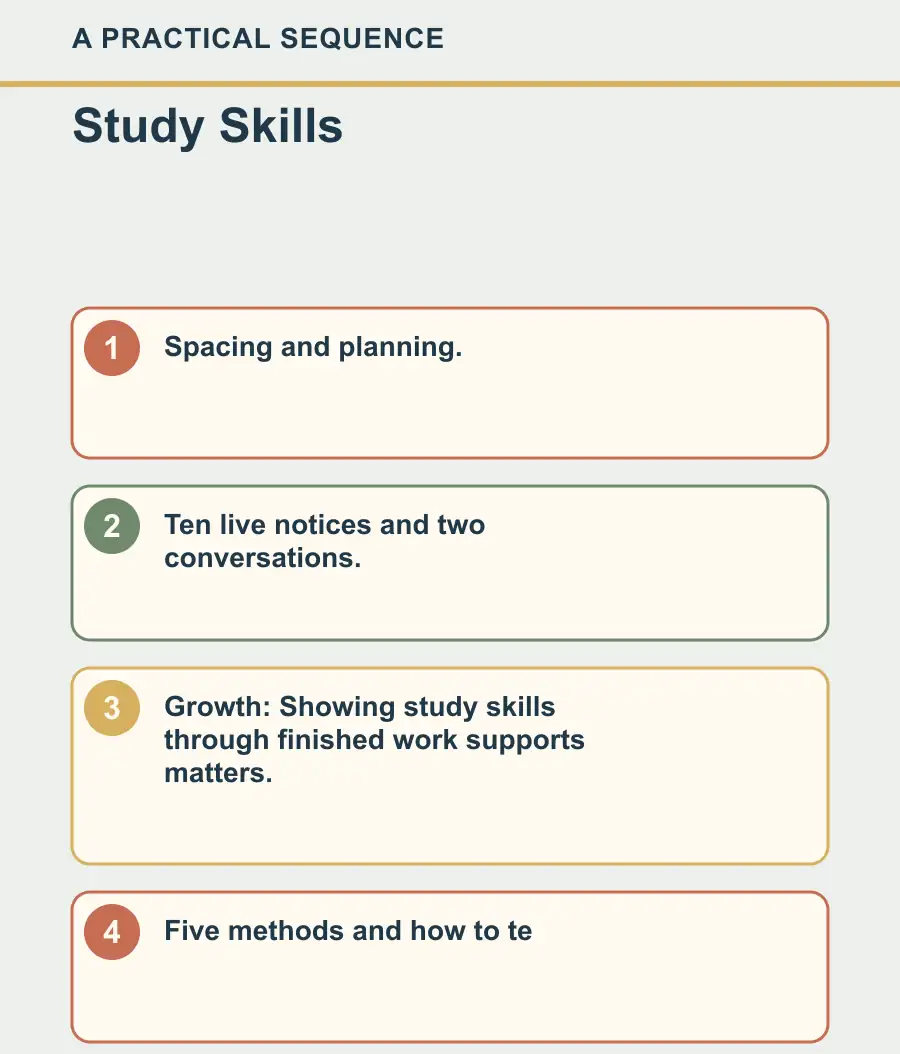 A PRACTICAL SEQUENCE
Study Skills
1
Spacing and planning.
2
Ten live notices and two
conversations.
3
Growth: Showing study skills
through finished work supports
matters.
4
Five methods and how to te